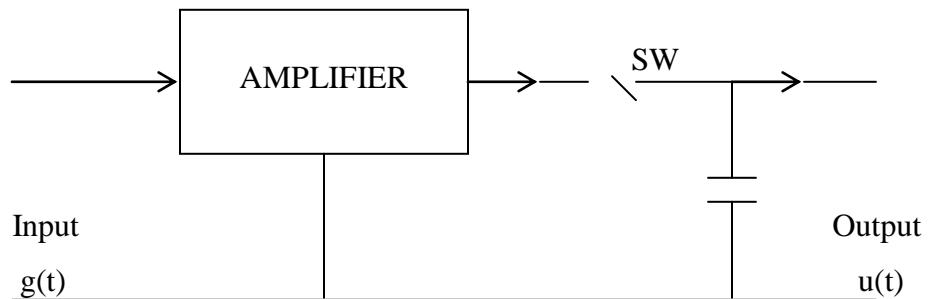 SW
AMPLIFIER
Input
Output
g(t)
u(t)